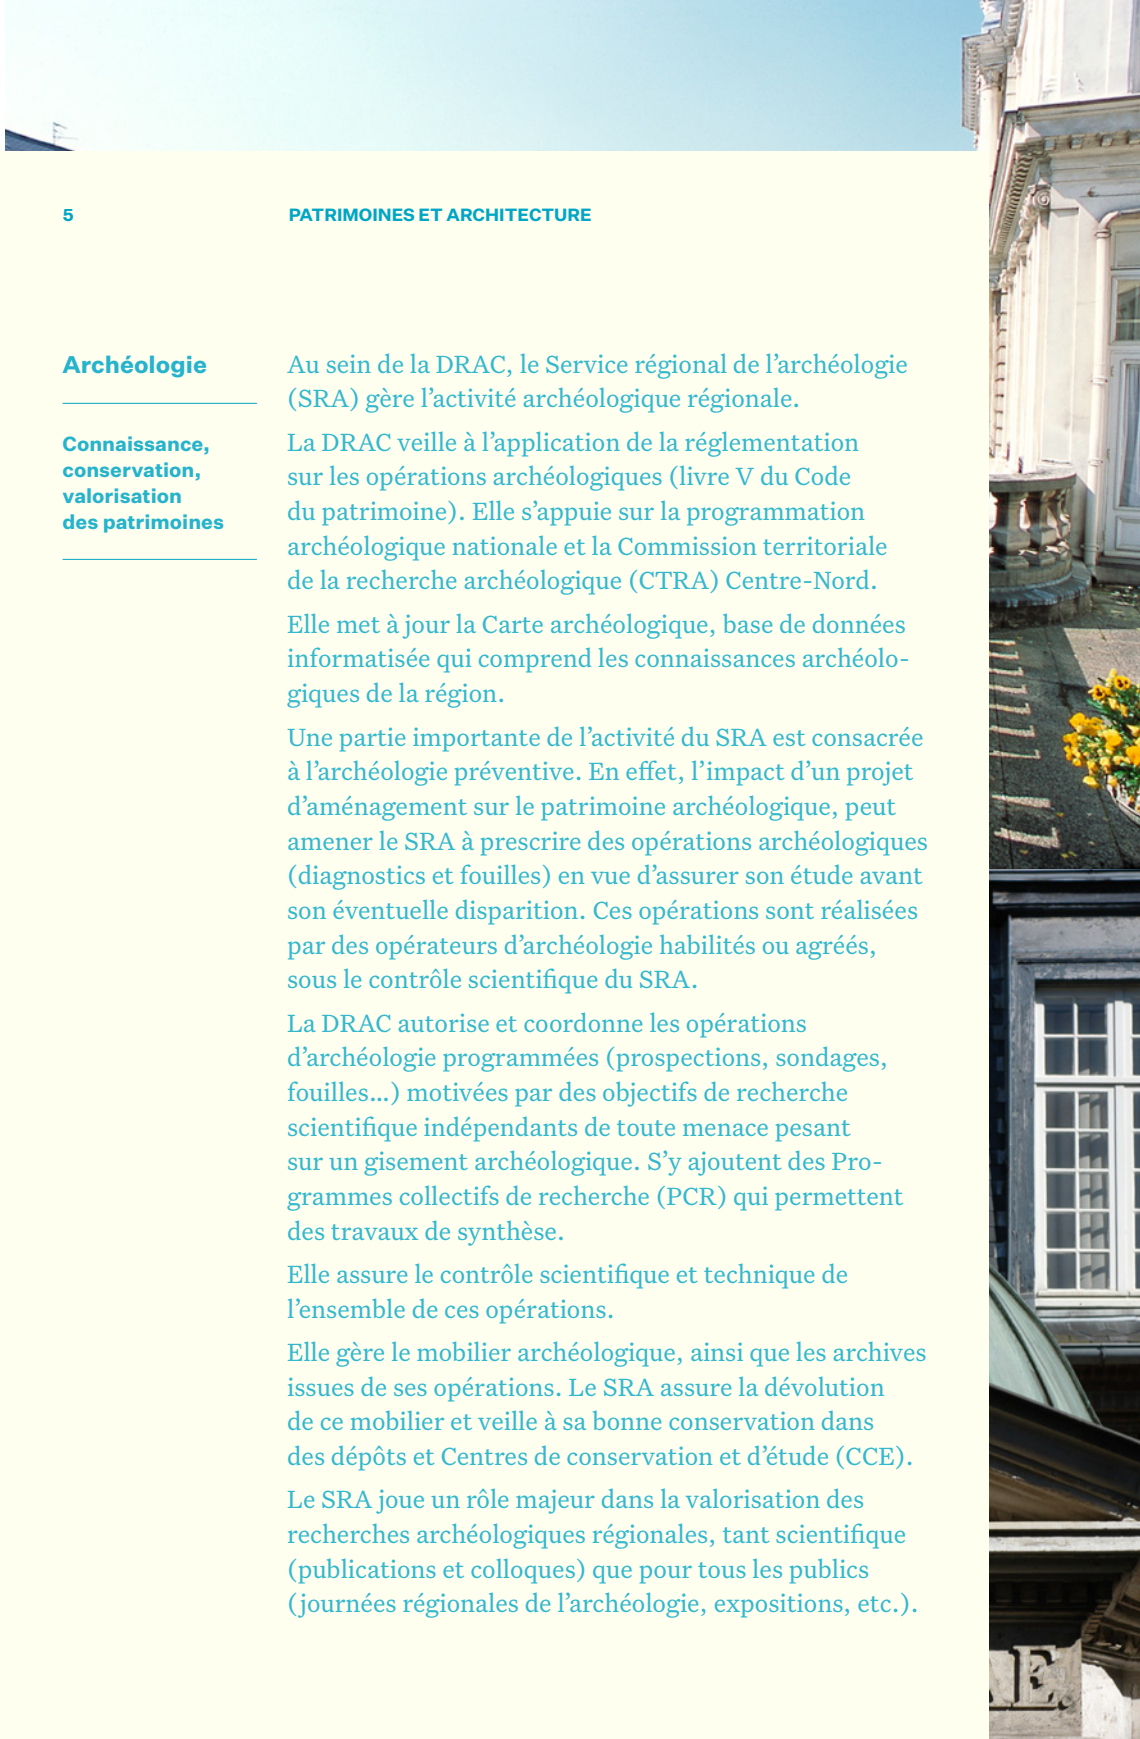 5
PATRIMOINES ET ARCHITECTURE
Archéologie
Connaissance,
conservation,
valorisation
des patrimoines
Au sein de la DRAC, le Service régional de l’archéologie
(SRA) gère l’activité archéologique régionale.
La DRAC veille à l’application de la réglementation
sur les opérations archéologiques (livre V du Code
du patrimoine). Elle s’appuie sur la programmation
archéologique nationale et la Commission territoriale
de la recherche archéologique (CTRA) Centre-Nord.
Elle met à jour la Carte archéologique, base de données
informatisée qui comprend les connaissances archéolo-
giques de la région.
Une partie importante de l’activité du SRA est consacrée
à l’archéologie préventive. En effet, l’impact d’un projet
d’aménagement sur le patrimoine archéologique, peut
amener le SRA à prescrire des opérations archéologiques
(diagnostics et fouilles) en vue d’assurer son étude avant
son éventuelle disparition. Ces opérations sont réalisées
par des opérateurs d’archéologie habilités ou agréés,
sous le contrôle scientifique du SRA.
La DRAC autorise et coordonne les opérations
d’archéologie programmées (prospections, sondages,
fouilles…) motivées par des objectifs de recherche
scientifique indépendants de toute menace pesant
sur un gisement archéologique. S’y ajoutent des Pro-
grammes collectifs de recherche (PCR) qui permettent
des travaux de synthèse.
Elle assure le contrôle scientifique et technique de
l’ensemble de ces opérations.
Elle gère le mobilier archéologique, ainsi que les archives
issues de ses opérations. Le SRA assure la dévolution
de ce mobilier et veille à sa bonne conservation dans
des dépôts et Centres de conservation et d’étude (CCE).
Le SRA joue un rôle majeur dans la valorisation des
recherches archéologiques régionales, tant scientifique
(publications et colloques) que pour tous les publics
(journées régionales de l’archéologie, expositions, etc.).